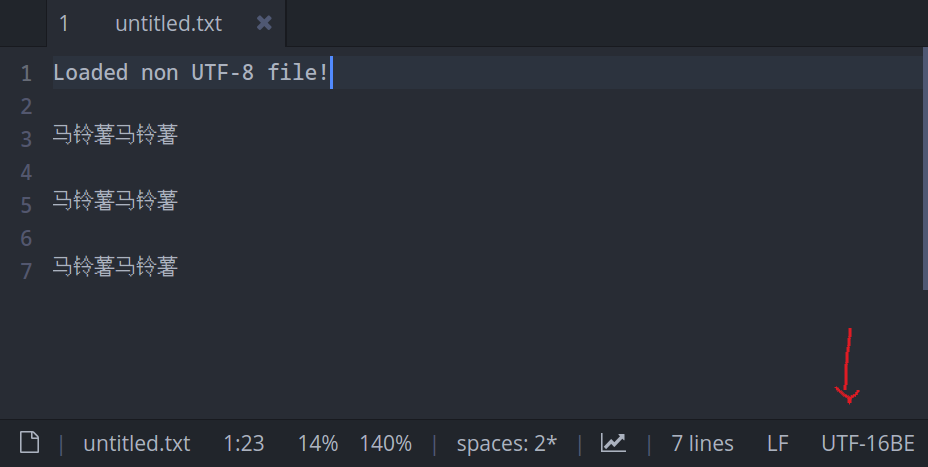 1 untitled.txt ✖
1 Loaded non UTF-8 file!
2
3 马铃薯马铃薯
4
5 马铃薯马铃薯
6
7 马铃薯马铃薯
untitled.txt 1:23 14% 140% | spaces: 2* | | 7 lines LF UTF-16BE